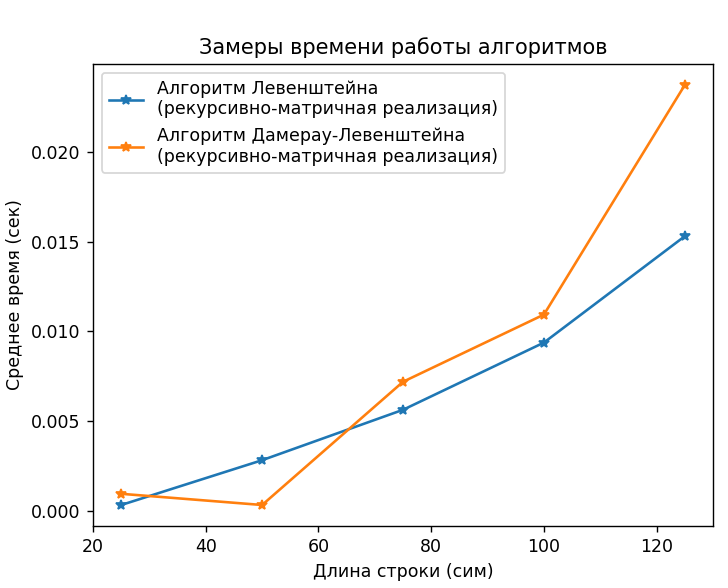 Замеры времени работы алгоритмов
Алгоритм Левенштейна
(рекурсивно-матричная реализация)
Алгоритм Дамерау-Левенштейна
(рекурсивно-матричная реализация)
Среднее время (сек)
0.020
0.015
0.010
0.005
0.000
20 40 60 80 100 120
Длина строки (сим)